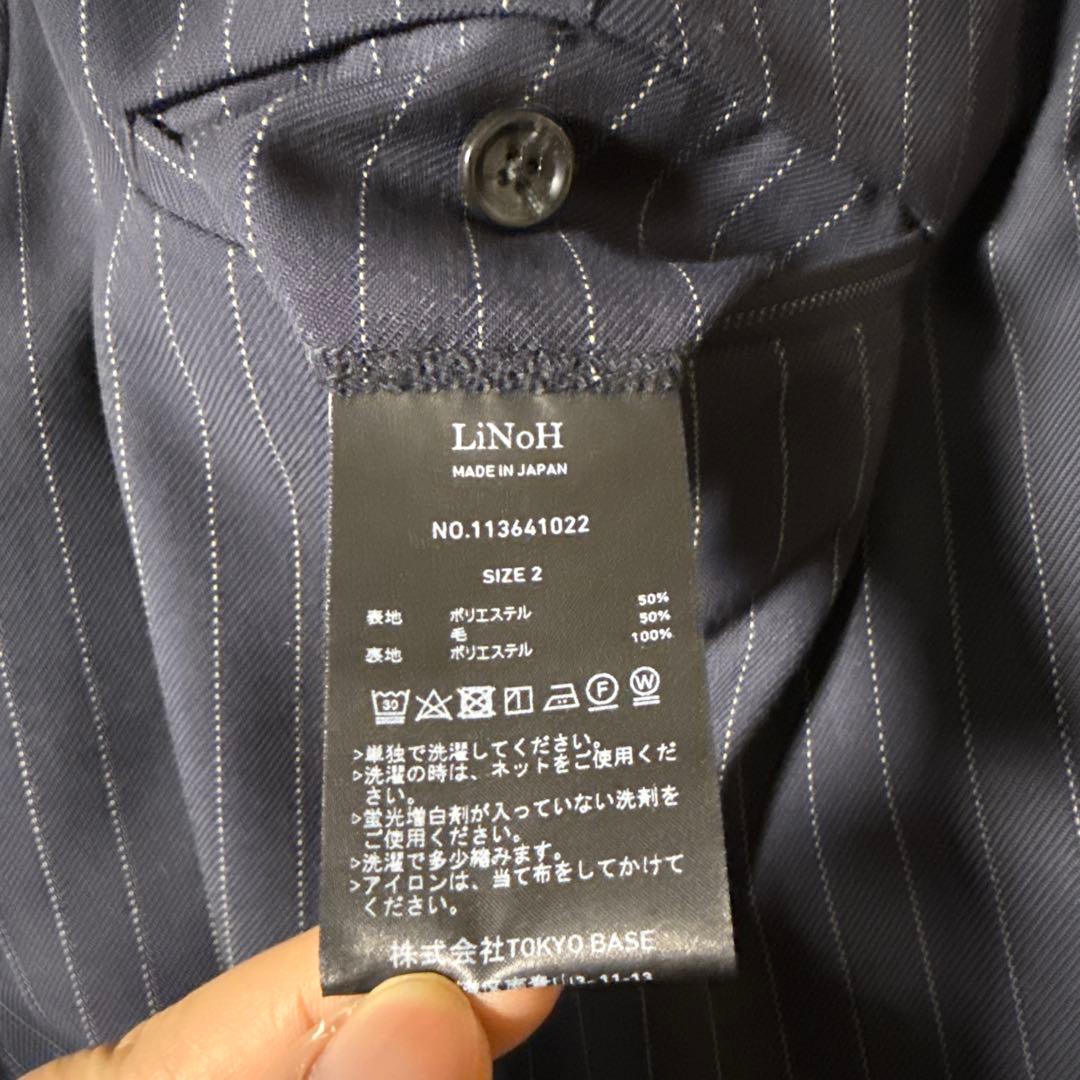 LiNoH
MADE IN JAPAN
NO.113641022
SIZE 2
表地 ポリエステル 50%
毛 50%
裏地 ポリエステル 100%
30
F W
>単独で洗濯してください。
▷洗濯の時は、ネットをご使用くだ
さい。
▷蛍光増白剤が入っていない洗剤を
ご使用ください。
▷洗濯で多少縮みます。
>アイロンは、当て布をしてかけて
ください。
株式会社TOKYO BASE
3-11-13